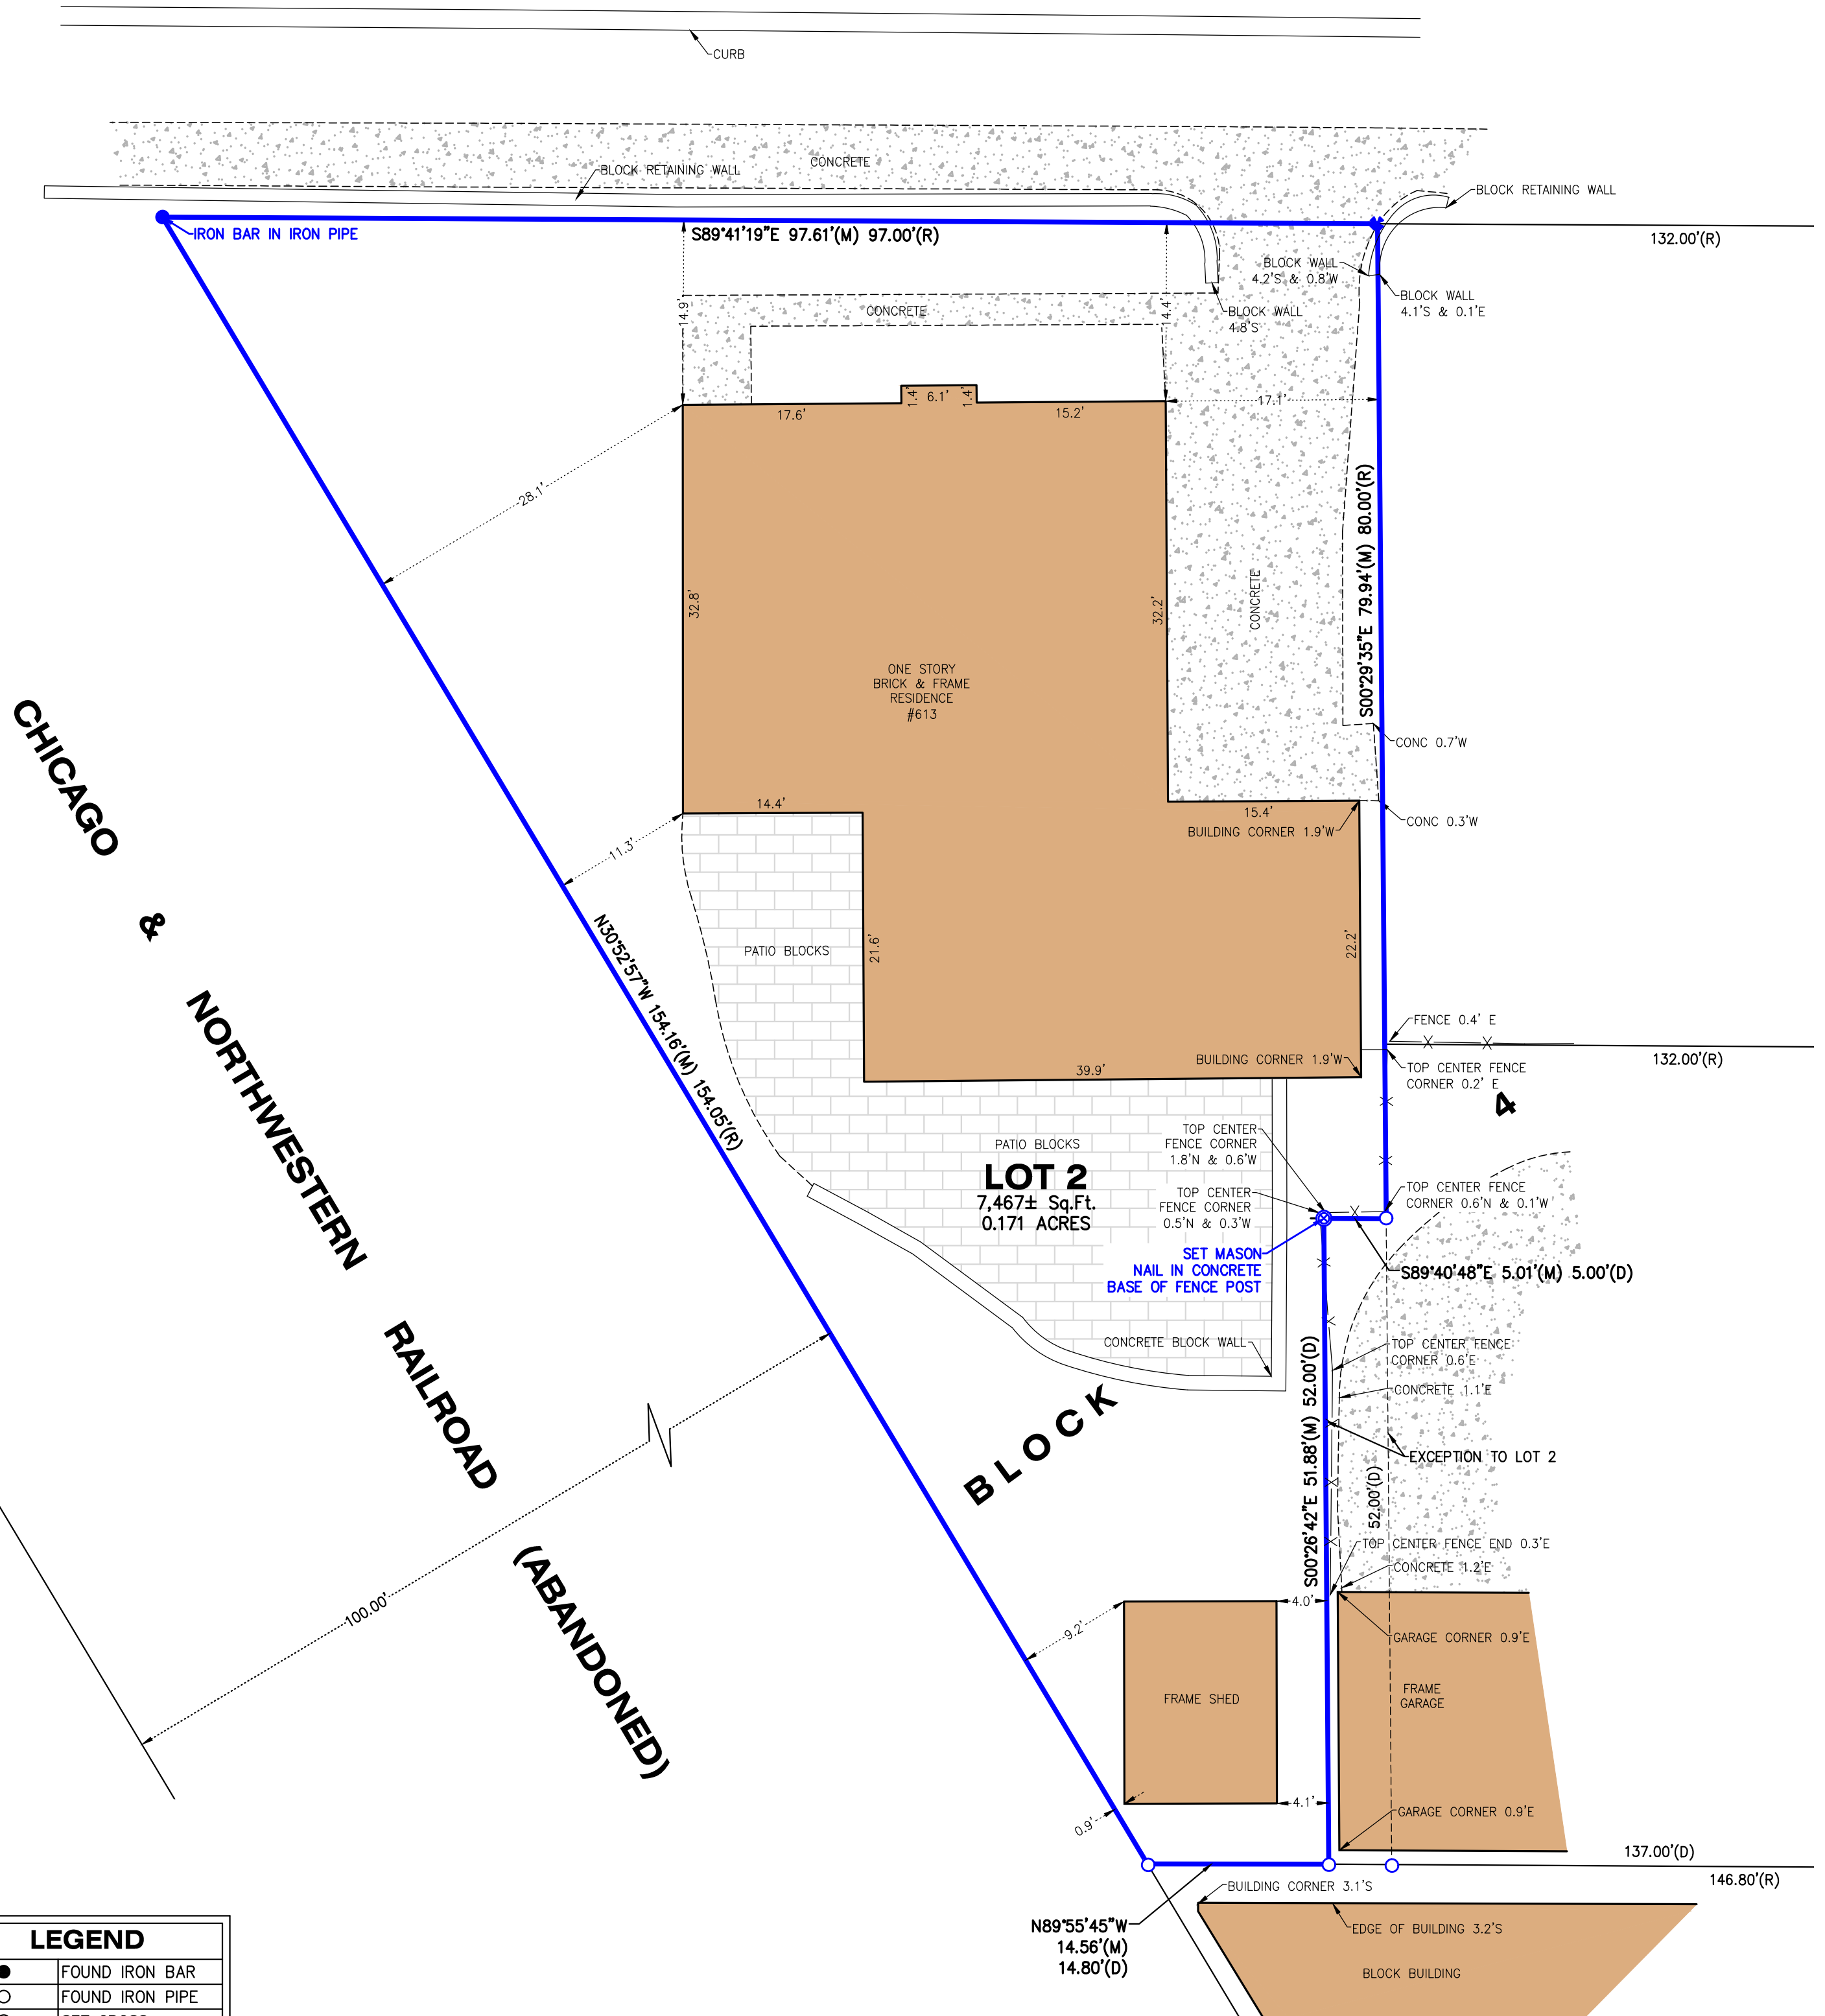 CURB
CONCRETE
BLOCK RETAINING WALL
BLOCK RETAINING WALL
IRON BAR IN IRON PIPE
S89°41'19"E 97.61'(M) 97.00'(R)
132.00'(R)
BLOCK WALL
4.2'S & 0.8'W
BLOCK WALL
4.1'S & 0.1'E
14.9'
CONCRETE
14.4'
BLOCK WALL
4.8'S
1.4'
6.1'
1.4'
17.1'
17.6'
15.2'
28.1'
S00°29'35"E 79.94'(M) 80.00'(R)
32.8'
32.2'
CONCRETE
ONE STORY
BRICK & FRAME
RESIDENCE
#613
CONC 0.7'W
14.4'
15.4'
BUILDING CORNER 1.9'W
CONC 0.3'W
11.3'
CHICAGO & NORTHWESTERN RAILROAD (ABANDONED)
N30°52'57"W 154.16'(M) 154.05'(R)
PATIO BLOCKS
21.6'
22.2'
FENCE 0.4' E
132.00'(R)
BUILDING CORNER 1.9'W
39.9'
TOP CENTER FENCE
CORNER 0.2' E
4
PATIO BLOCKS
TOP CENTER
FENCE CORNER
1.8'N & 0.6'W
LOT 2
7,467± Sq.Ft.
0.171 ACRES
TOP CENTER
FENCE CORNER
0.5'N & 0.3'W
TOP CENTER FENCE
CORNER 0.6'N & 0.1'W
SET MASON
NAIL IN CONCRETE
BASE OF FENCE POST
S89°40'48"E 5.01'(M) 5.00'(D)
CONCRETE BLOCK WALL
TOP CENTER FENCE
CORNER 0.6'E
CONCRETE 1.1'E
BLOCK
S00°26'42"E 51.88'(M) 52.00'(D)
EXCEPTION TO LOT 2
52.00'(D)
TOP CENTER FENCE END 0.3'E
CONCRETE 1.2'E
100.00'
4.0'
9.2'
GARAGE CORNER 0.9'E
FRAME SHED
FRAME
GARAGE
4.1'
0.9'
GARAGE CORNER 0.9'E
137.00'(D)
146.80'(R)
BUILDING CORNER 3.1'S
N89°55'45"W
14.56'(M)
14.80'(D)
EDGE OF BUILDING 3.2'S
BLOCK BUILDING
LEGEND
FOUND IRON BAR
FOUND IRON PIPE